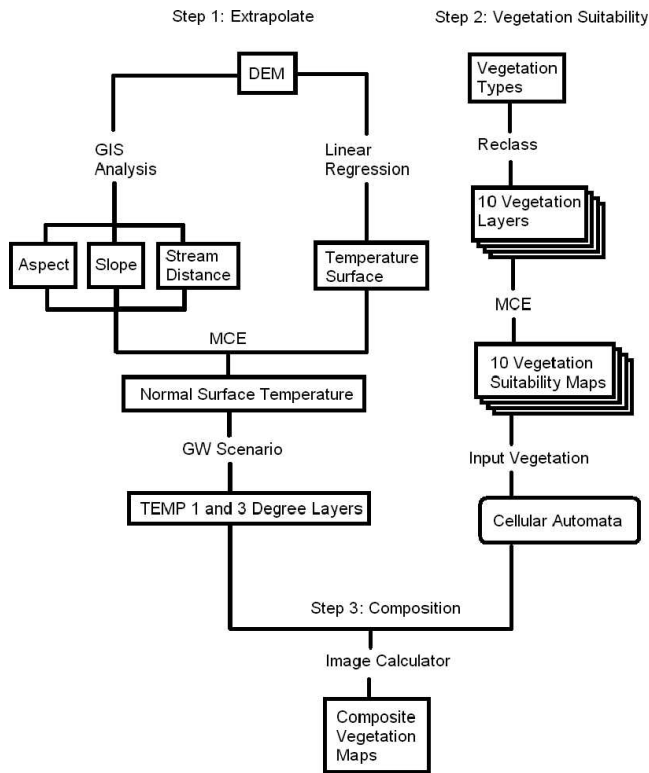 Step 1: Extrapolate
Step 2: Vegetation Suitability
DEM
Vegetation
Types
GIS
Analysis
Linear
Regression
Reclass
10 Vegetation
Layers
Aspect
Slope
Stream
Distance
Temperature
Surface
MCE
MCE
10 Vegetation
Suitability Maps
Normal Surface Temperature
GW Scenario
Input Vegetation
TEMP 1 and 3 Degree Layers
Cellular Automata
Step 3: Composition
Image Calculator
Composite
Vegetation
Maps